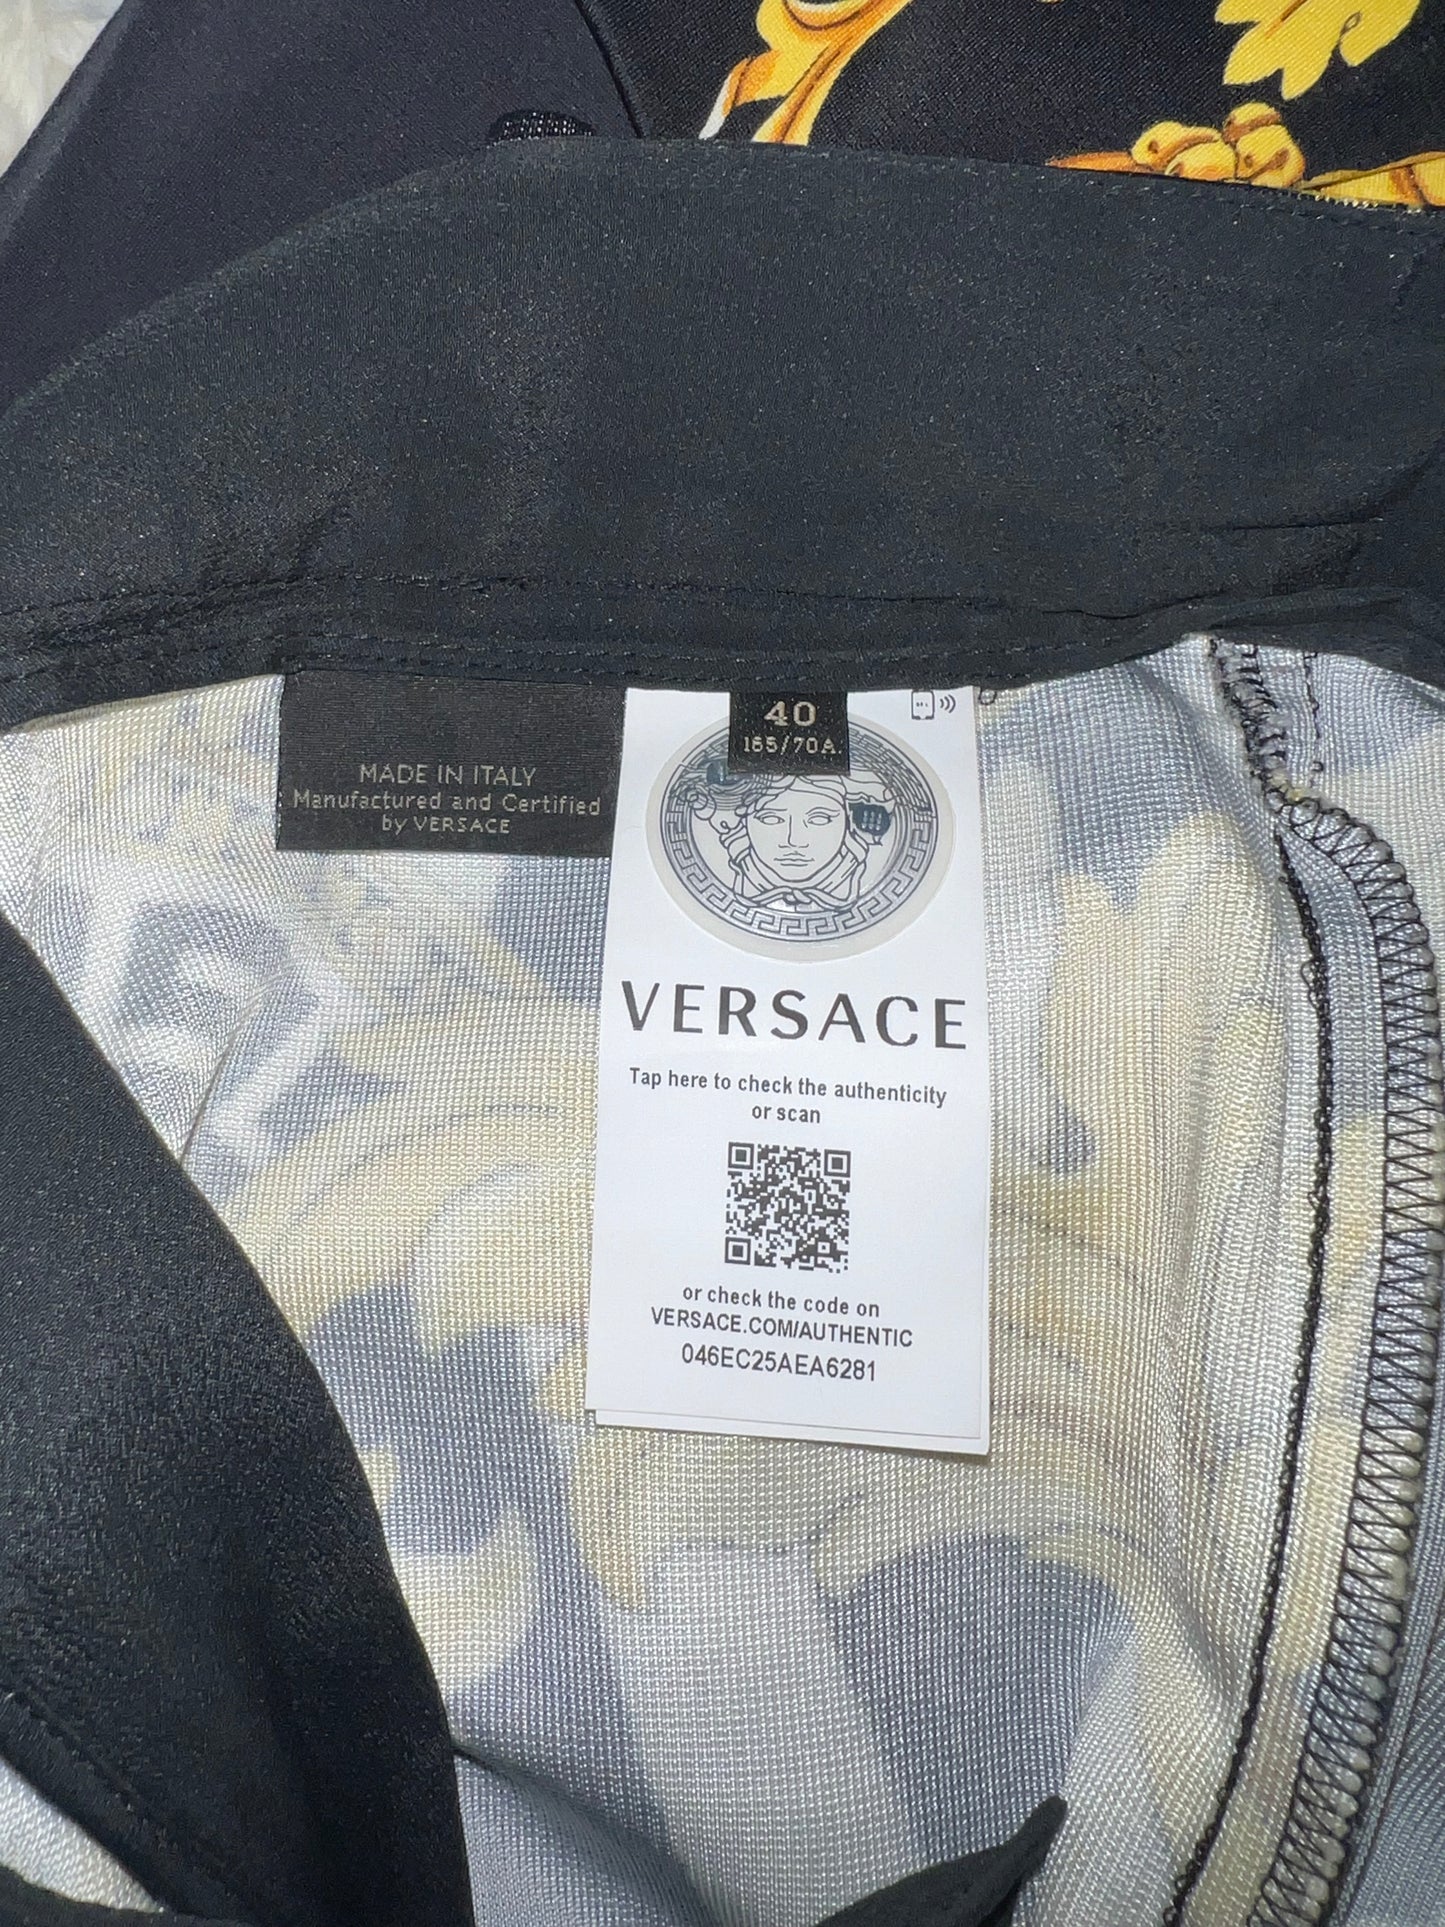 MADE IN ITALY
Manufactured and Certified
by VERSACE
40
165/70A
VERSACE
Tap here to check the authenticity
or scan
or check the code on
VERSACE.COM/AUTHENTIC
046EC25AEA6281